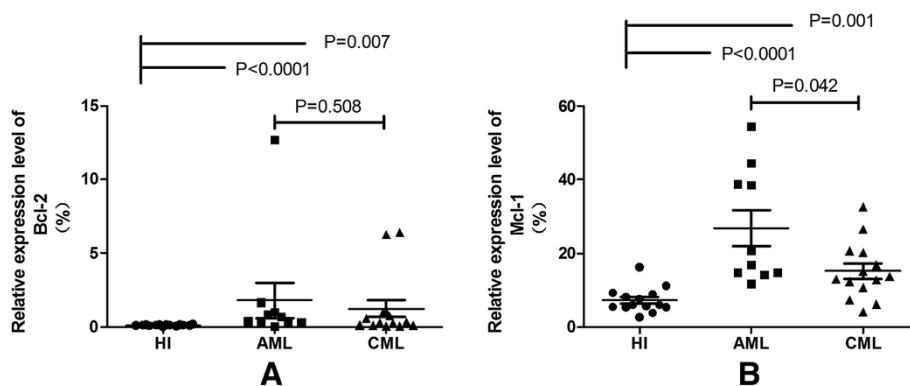 P=0.007
P<0.0001
P=0.508
Relative expression level of
Bcl-2
(%)
15
10
5
0
HI
AML
CML
A
P=0.001
P<0.0001
P=0.042
Relative expression level of
Mcl-1
(%)
60
40
20
0
HI
AML
CML
B